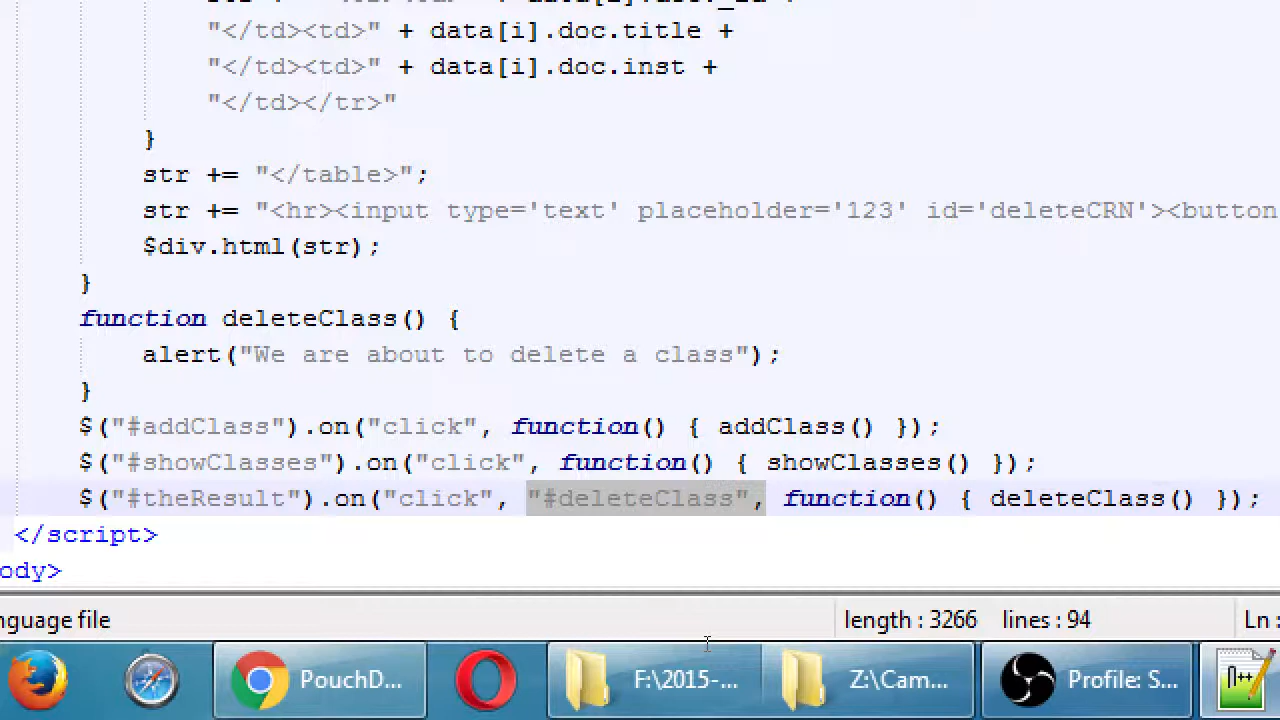 "</td><td>" + data[i].doc.title +
"</td><td>" + data[i].doc.inst +
"</td></tr>"
}
str += "</table>";
str += "<hr><input type='text' placeholder='123' id='deleteCRN'><button
$div.html(str);
}
function deleteClass() {
alert("We are about to delete a class");
}
$("#addClass").on("click", function() { addClass() });
$("#showClasses").on("click", function() { showClasses() });
$("#theResult").on("click", "#deleteClass", function() { deleteClass() });
</script>
ody>
nguage file length : 3266 lines : 94 Ln :
PouchD... F:\2015-... Z:\Cam... Profile: S...